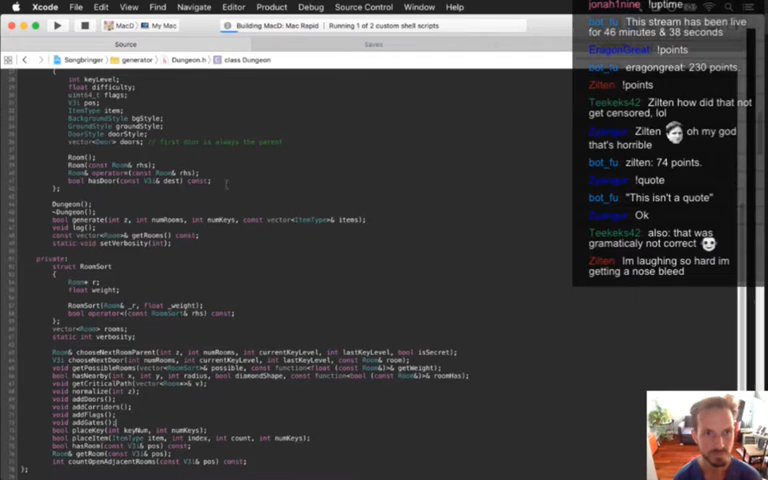 Xcode File Edit View Find Navigate Editor Product Debug Source Control Window Help
MacD My Mac Building MacD: Mac Rapid Running 1 of 2 custom shell scripts
Source Saves
Songbringer generator Dungeon.h class Dungeon
{
int keyLevel;
float difficulty;
uint64_t flags;
V3i pos;
ItemType item;
BackgroundStyle bgStyle;
GroundStyle groundStyle;
DoorStyle doorStyle;
vector<Door> doors; // first door is always the parent
Room();
Room(const Room& rhs);
Room& operator=(const Room& rhs);
bool hasDoor(const V3i& dest) const;
};
Dungeon();
~Dungeon();
bool generate(int z, int numRooms, int numKeys, const vector<ItemType>& items);
void log();
const vector<Room>& getRooms() const;
static void setVerbosity(int);
private:
struct RoomSort
{
Room* r;
float weight;
RoomSort(Room& _r, float _weight);
bool operator<(const RoomSort& rhs) const;
};
vector<Room> rooms;
static int verbosity;
Room& chooseNextRoomParent(int z, int numRooms, int currentKeyLevel, int lastKeyLevel, bool isSecret);
V3i chooseNextDoor(int numRooms, int currentKeyLevel, int lastKeyLevel, const Room& room);
void getPossibleRooms(vector<RoomSort>& possible, const function<float (const Room&)>& getWeight);
bool hasNearby(int x, int y, int radius, bool diamondShape, const function<bool (const Room&)>& roomHas);
void getCriticalPath(vector<Room*>& v);
void normalize(int z);
void addDoors();
void addCorridors();
void addFlags();
void addGates();
bool placeKey(int keyNum, int numKeys);
bool placeItem(ItemType item, int index, int count, int numKeys);
bool hasRoom(const V3i& pos) const;
Room& getRoom(const V3i& pos);
int countOpenAdjacentRooms(const V3i& pos) const;
};
jonah1nine !uptime
bot_fu This stream has been live
for 46 minutes & 38 seconds
EragonGreat !points
bot_fu eragongreat: 230 points.
Zilten !points
Teekeks42 Zilten how did that not
get censored, lol
Zilten oh my god
that's horrible
bot_fu zilten: 74 points.
!quote
bot_fu "This isn't a quote"
Ok
Teekeks42 also: that was
gramaticaly not correct
Zilten Im laughing so hard im
getting a nose bleed